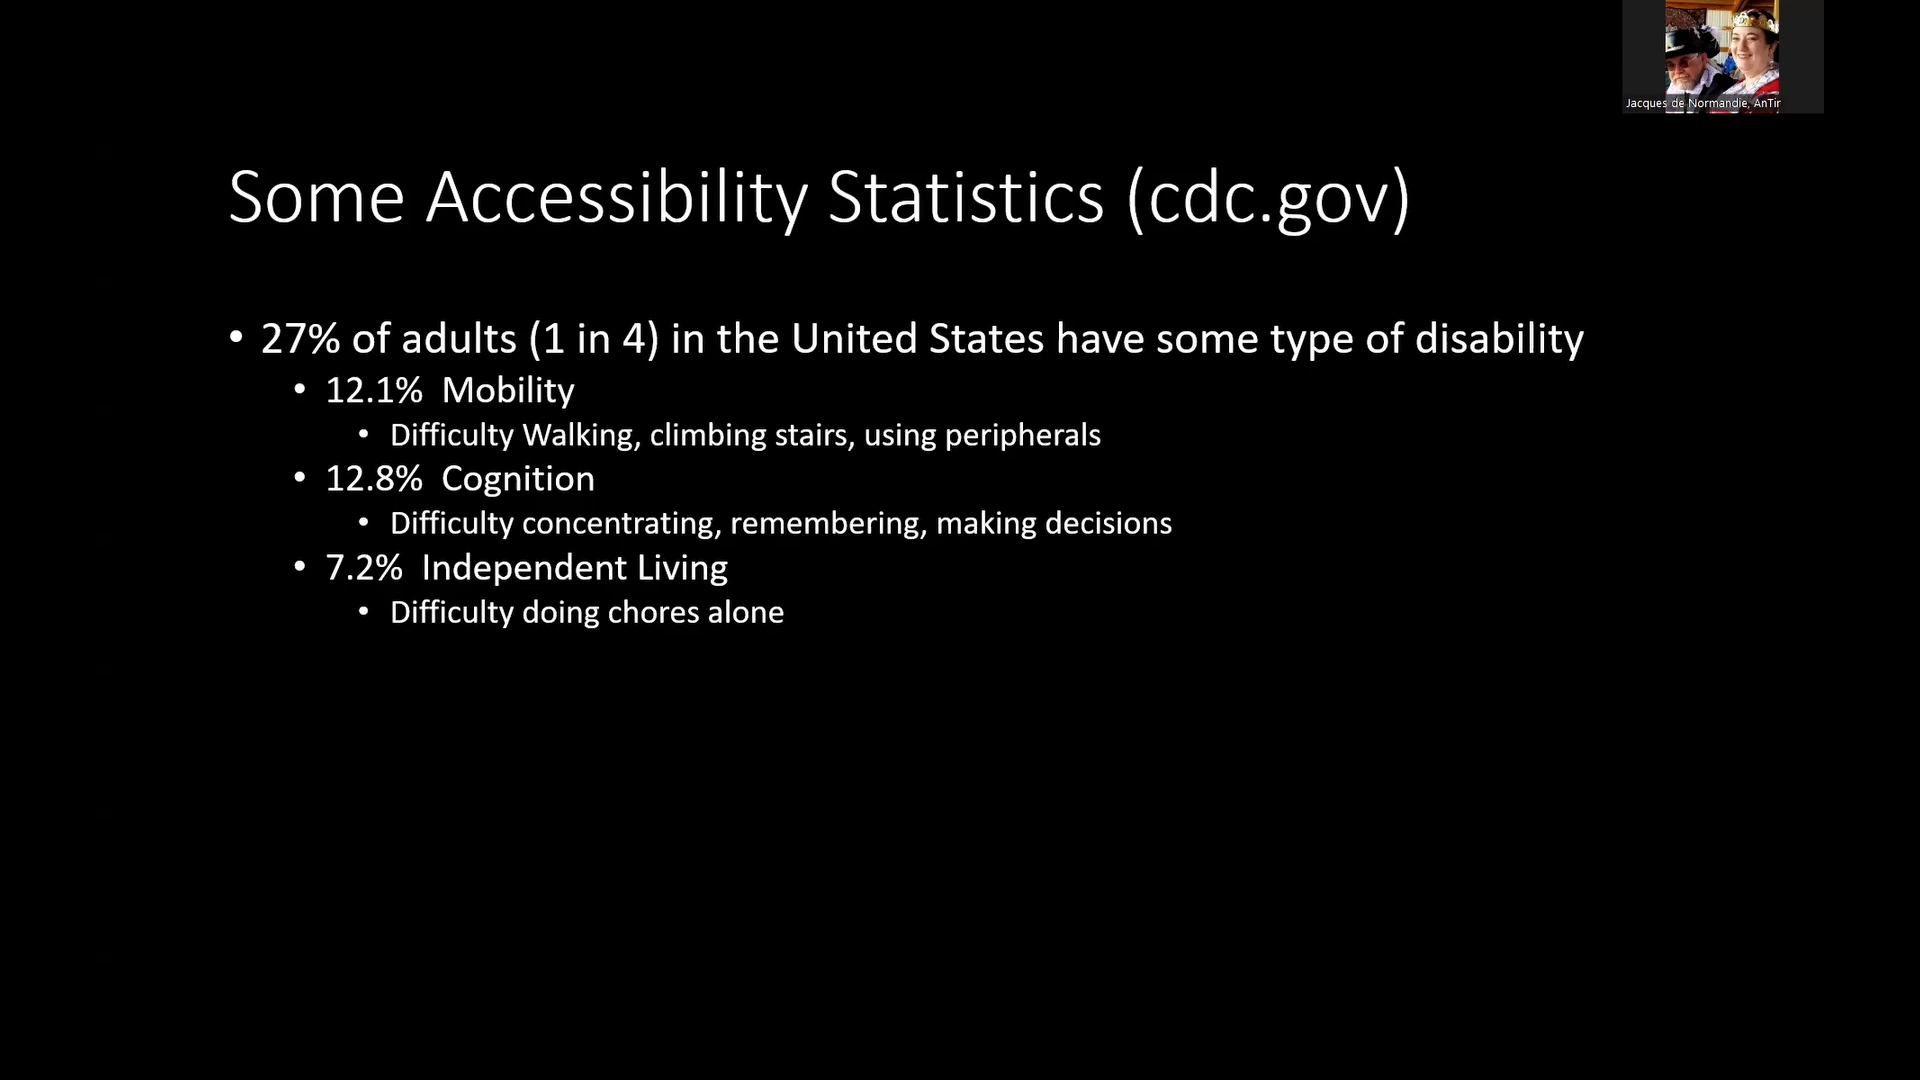 Jacques de Normandie, AnTir
Some Accessibility Statistics (cdc.gov)
• 27% of adults (1 in 4) in the United States have some type of disability
• 12.1%  Mobility
• Difficulty Walking, climbing stairs, using peripherals
• 12.8%  Cognition
• Difficulty concentrating, remembering, making decisions
• 7.2%  Independent Living
• Difficulty doing chores alone